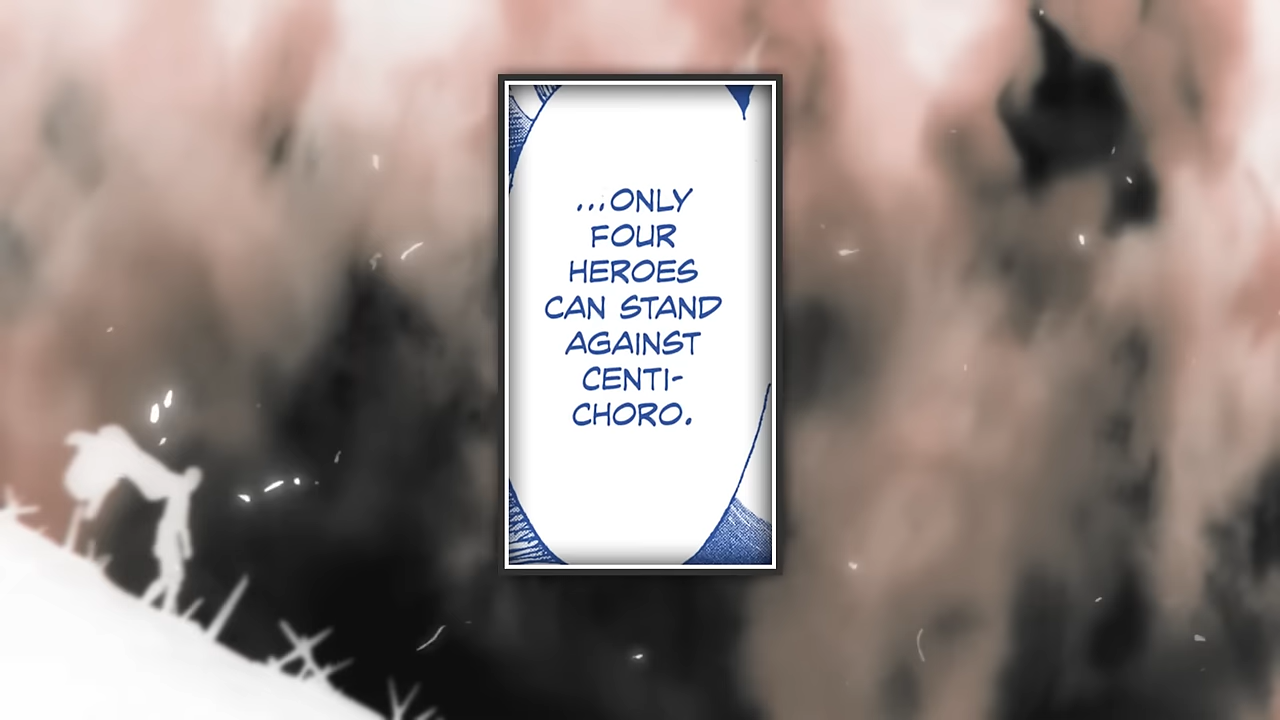 ...ONLY
FOUR
HEROES
CAN STAND
AGAINST
CENTI-
CHORO.